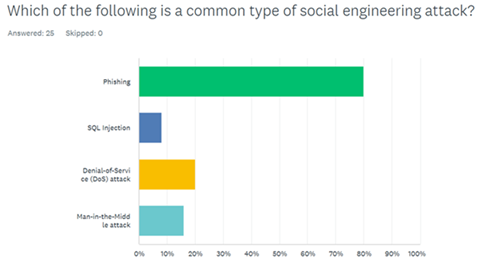 Which of the following is a common type of social engineering attack?
Answered: 25 Skipped: 0
Phishing
SQL Injection
Denial-of-Servi
ce (DoS) attack
Man-in-the-Midd
le attack
0% 10% 20% 30% 40% 50% 60% 70% 80% 90% 100%